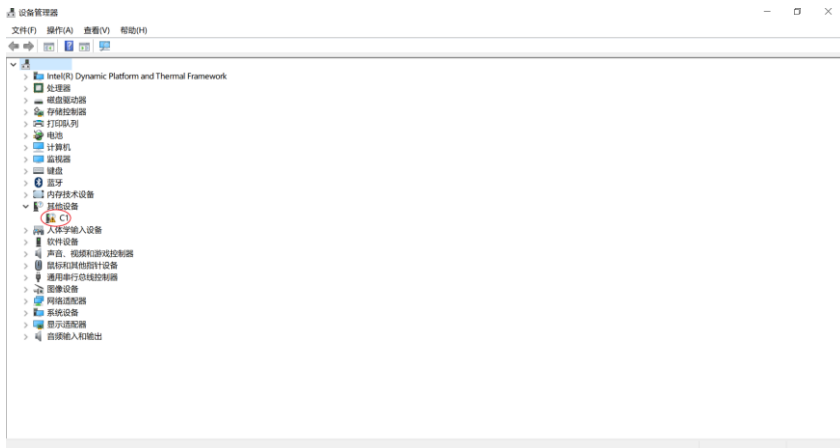 设备管理器
文件(F) 操作(A) 查看(V) 帮助(H)
Intel(R) Dynamic Platform and Thermal Framework
处理器
磁盘驱动器
存储控制器
打印队列
电池
计算机
监视器
键盘
蓝牙
内存技术设备
其他设备
C1
人体学输入设备
软件设备
声音、视频和游戏控制器
鼠标和其他指针设备
通用串行总线控制器
图像设备
网络适配器
系统设备
显示适配器
音频输入和输出